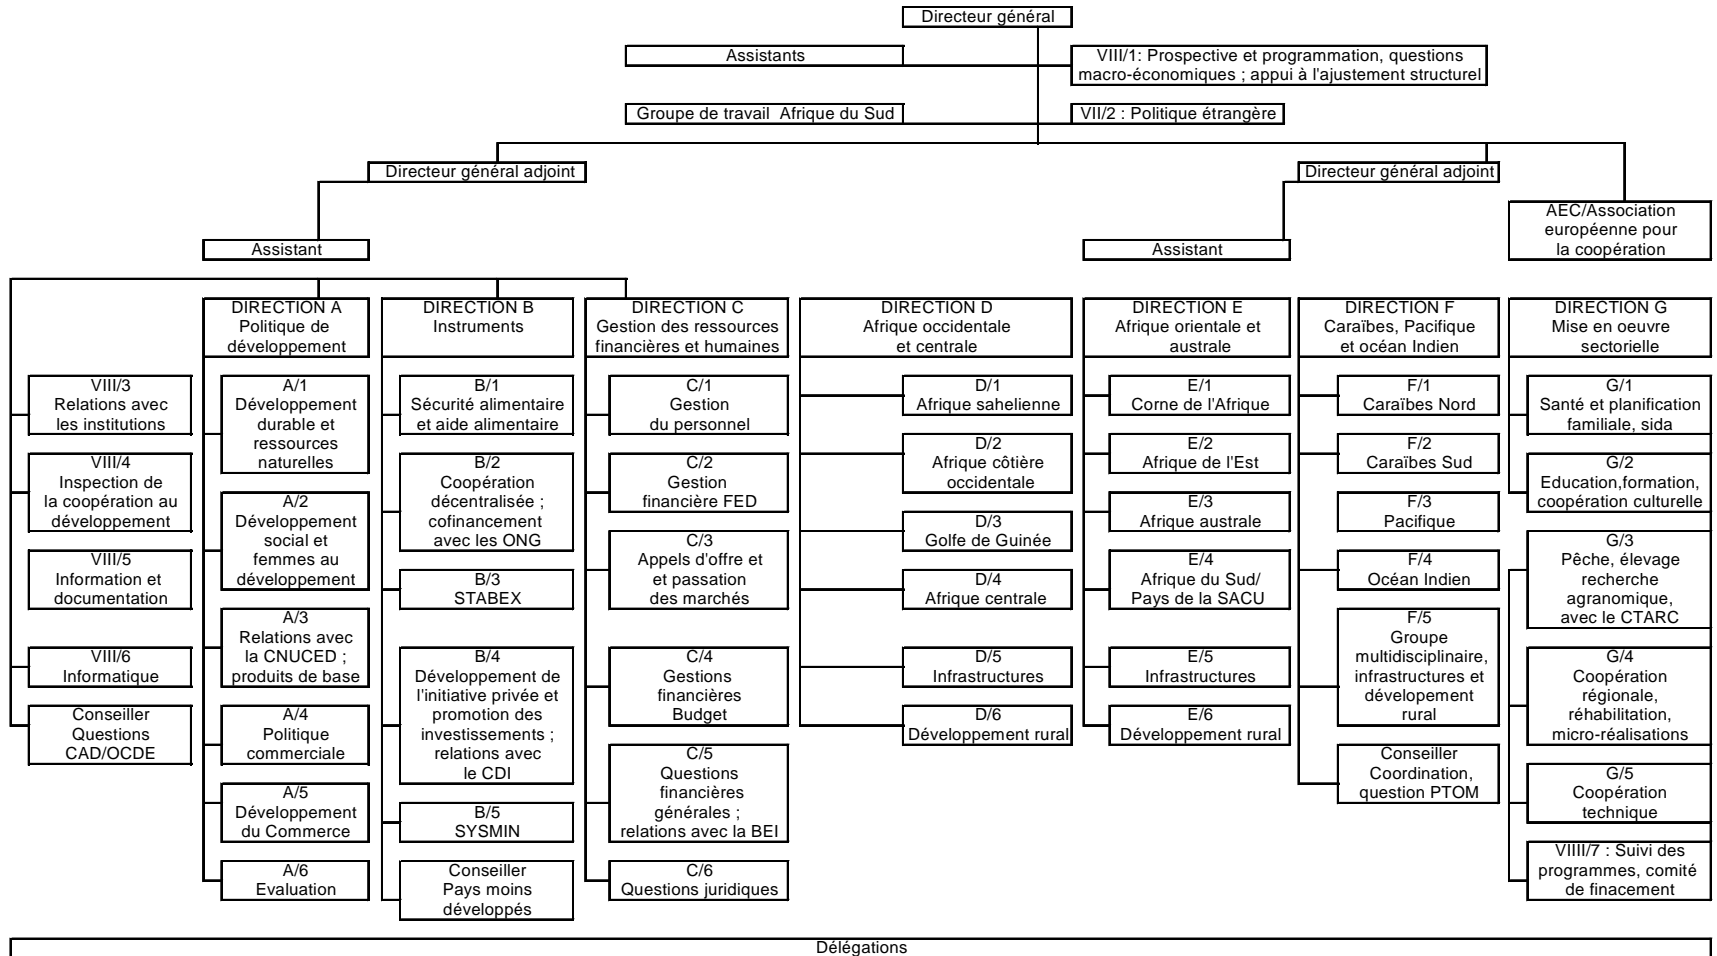 Directeur général
Assistants
VIII/1: Prospective et programmation, questions
macro-économiques ; appui à l'ajustement structurel
Groupe de travail  Afrique du Sud
VII/2 : Politique étrangère
Directeur général adjoint
Directeur général adjoint
AEC/Association
européenne pour
la coopération
Assistant
Assistant
DIRECTION A
Politique de
développement
DIRECTION B
Instruments
DIRECTION C
Gestion des ressources
financières et humaines
DIRECTION D
Afrique occidentale
et centrale
DIRECTION E
Afrique orientale et
australe
DIRECTION F
Caraïbes, Pacifique
et océan Indien
DIRECTION G
Mise en oeuvre
sectorielle
VIII/3
Relations avec
les institutions
VIII/4
Inspection de
la coopération au
développement
VIII/5
Information et
documentation
VIII/6
Informatique
Conseiller
Questions
CAD/OCDE
A/1
Développement
durable et
ressources
naturelles
A/2
Développement
social et
femmes au
développement
A/3
Relations avec
la CNUCED ;
produits de base
A/4
Politique
commerciale
A/5
Développement
du Commerce
A/6
Evaluation
B/1
Sécurité alimentaire
et aide alimentaire
B/2
Coopération
décentralisée ;
cofinancement
avec les ONG
B/3
STABEX
B/4
Développement de
l'initiative privée et
promotion des
investissements ;
relations avec
le CDI
B/5
SYSMIN
Conseiller
Pays moins
développés
C/1
Gestion
du personnel
C/2
Gestion
financière FED
C/3
Appels d'offre et
et passation
des marchés
C/4
Gestions
financières
Budget
C/5
Questions
financières
générales ;
relations avec la BEI
C/6
Questions juridiques
D/1
Afrique sahelienne
D/2
Afrique côtière
occidentale
D/3
Golfe de Guinée
D/4
Afrique centrale
D/5
Infrastructures
D/6
Développement rural
E/1
Corne de l'Afrique
E/2
Afrique de l'Est
E/3
Afrique australe
E/4
Afrique du Sud/
Pays de la SACU
E/5
Infrastructures
E/6
Développement rural
F/1
Caraïbes Nord
F/2
Caraïbes Sud
F/3
Pacifique
F/4
Océan Indien
F/5
Groupe
multidisciplinaire,
infrastructures et
dévelopement
rural
Conseiller
Coordination,
question PTOM
G/1
Santé et planification
familiale, sida
G/2
Education,formation,
coopération culturelle
G/3
Pêche, élevage
recherche
agranomique,
avec le CTARC
G/4
Coopération
régionale,
réhabilitation,
micro-réalisations
G/5
Coopération
technique
VIIII/7 : Suivi des
programmes, comité
de finacement
Délégations